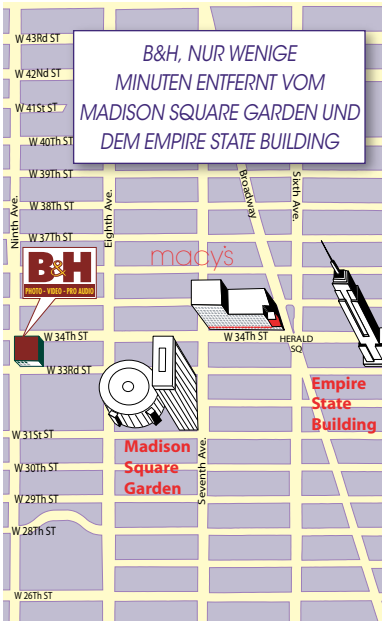 W 43Rd ST
B&H, NUR WENIGE
MINUTEN ENTFERNT VOM
MADISON SQUARE GARDEN UND
DEM EMPIRE STATE BUILDING
W 42Nd ST
W 41St ST
W 40Th ST
W 39Th ST
W 38Th ST
W 37Th ST
Ninth Ave.
Eighth Ave.
Broadway
Sixth Ave.
macy's
B&H
PHOTO - VIDEO - PRO AUDIO
W 34Th ST
W 34Th ST
HERALD
SQ
W 33Rd ST
Empire
State
Building
W 31St ST
Madison
Square
Garden
Seventh Ave.
W 30Th ST
W 29Th ST
W 28Th ST
W 26Th ST